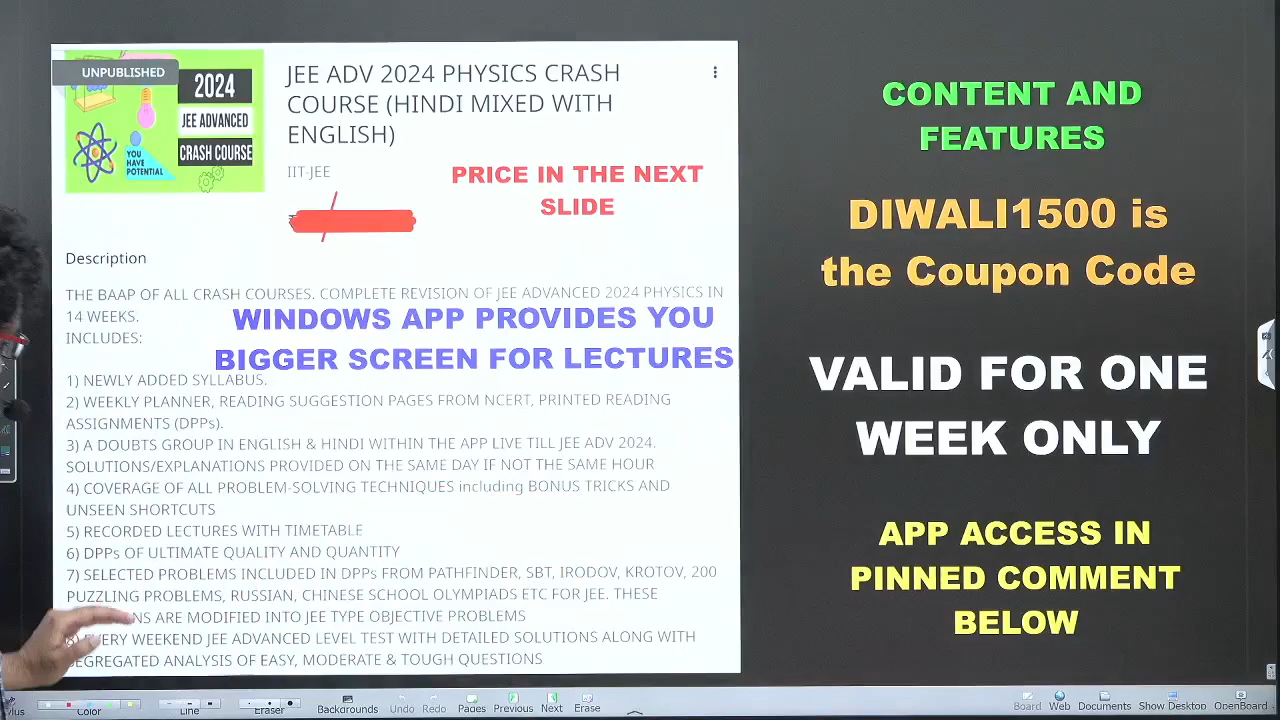 UNPUBLISHED
2024
JEE ADVANCED
CRASH COURSE
YOU
HAVE
POTENTIAL
JEE ADV 2024 PHYSICS CRASH
COURSE (HINDI MIXED WITH
ENGLISH)
IIT-JEE
PRICE IN THE NEXT
SLIDE
Description
THE BAAP OF ALL CRASH COURSES. COMPLETE REVISION OF JEE ADVANCED 2024 PHYSICS IN
14 WEEKS.
INCLUDES:
WINDOWS APP PROVIDES YOU
BIGGER SCREEN FOR LECTURES
1) NEWLY ADDED SYLLABUS.
2) WEEKLY PLANNER, READING SUGGESTION PAGES FROM NCERT, PRINTED READING
ASSIGNMENTS (DPPs).
3) A DOUBTS GROUP IN ENGLISH & HINDI WITHIN THE APP LIVE TILL JEE ADV 2024.
SOLUTIONS/EXPLANATIONS PROVIDED ON THE SAME DAY IF NOT THE SAME HOUR
4) COVERAGE OF ALL PROBLEM-SOLVING TECHNIQUES including BONUS TRICKS AND
UNSEEN SHORTCUTS
5) RECORDED LECTURES WITH TIMETABLE
6) DPPs OF ULTIMATE QUALITY AND QUANTITY
7) SELECTED PROBLEMS INCLUDED IN DPPs FROM PATHFINDER, SBT, IRODOV, KROTOV, 200
PUZZLING PROBLEMS, RUSSIAN, CHINESE SCHOOL OLYMPIADS ETC FOR JEE. THESE
ARE MODIFIED INTO JEE TYPE OBJECTIVE PROBLEMS
EVERY WEEKEND JEE ADVANCED LEVEL TEST WITH DETAILED SOLUTIONS ALONG WITH
SEGREGATED ANALYSIS OF EASY, MODERATE & TOUGH QUESTIONS
CONTENT AND
FEATURES
DIWALI1500 is
the Coupon Code
VALID FOR ONE
WEEK ONLY
APP ACCESS IN
PINNED COMMENT
BELOW
Color Line Eraser Backgrounds Undo Redo Pages Previous Next Erase Board Web Documents Show Desktop OpenBoard